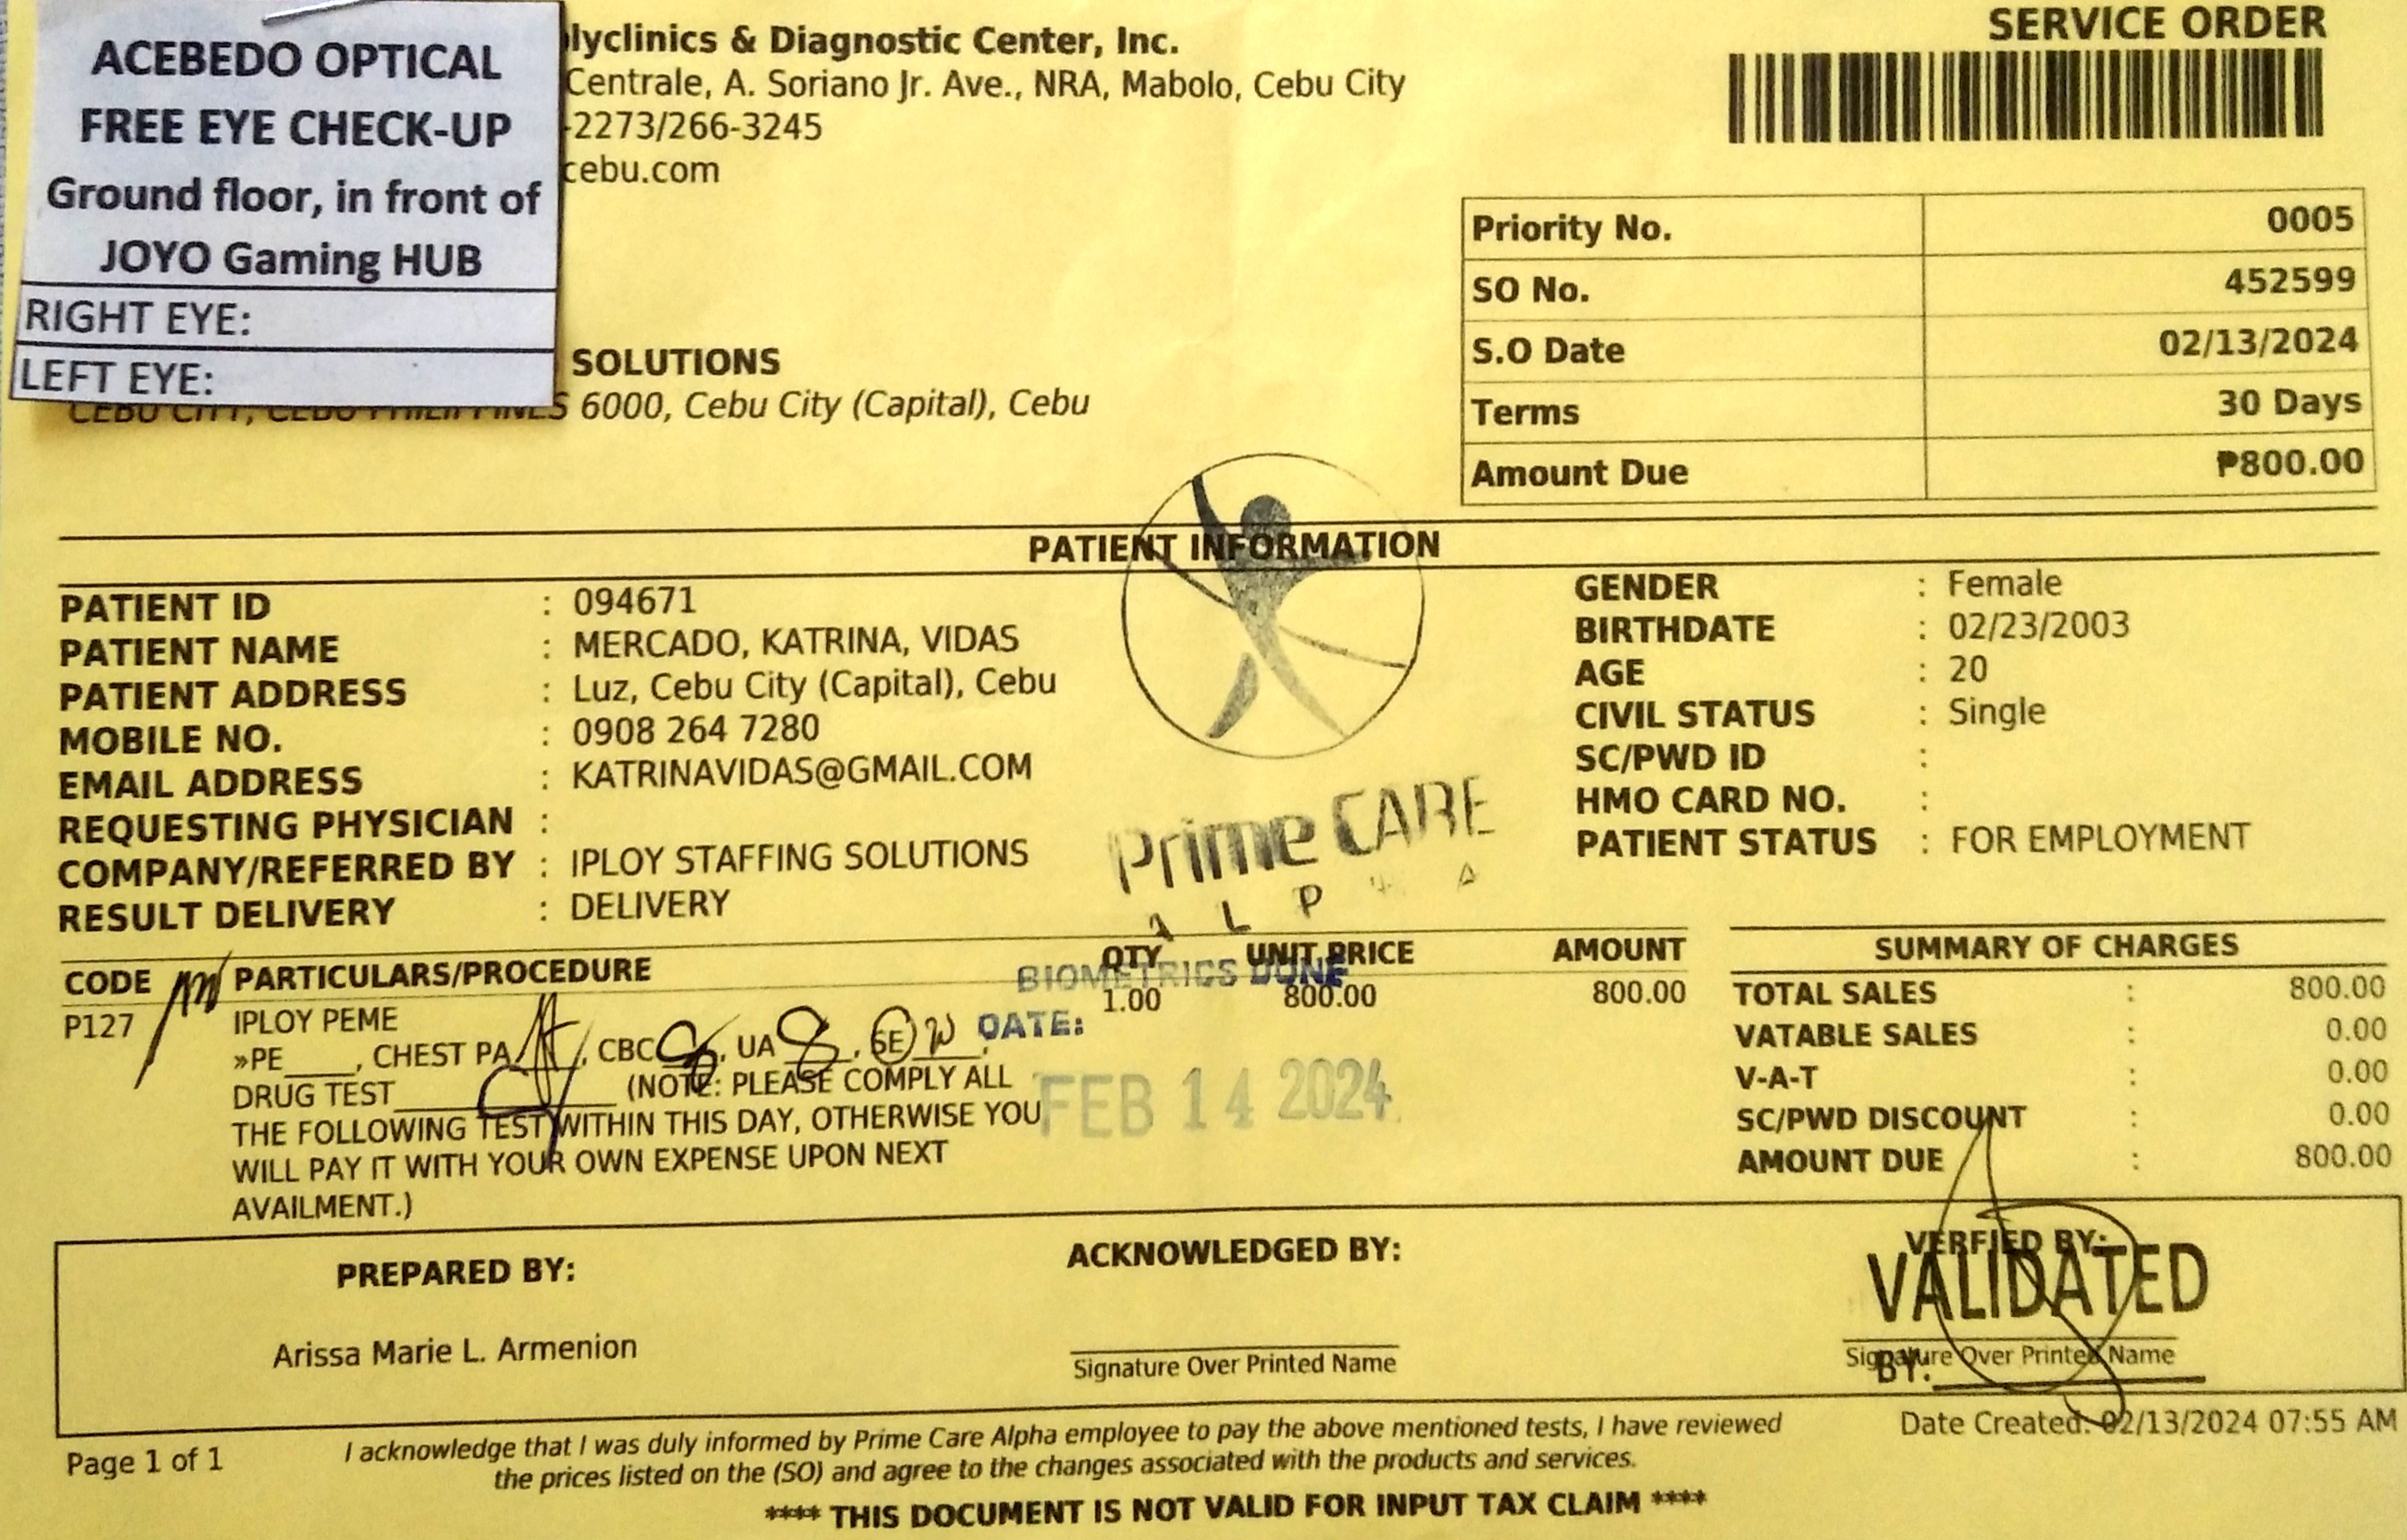 ACEBEDO OPTICAL
FREE EYE CHECK-UP
Ground floor, in front of
JOYO Gaming HUB
RIGHT EYE:
LEFT EYE:
lyclinics & Diagnostic Center, Inc.
Centrale, A. Soriano Jr. Ave., NRA, Mabolo, Cebu City
-2273/266-3245
cebu.com
SOLUTIONS
CEBU CITY, CEBU PHILIPPINES 6000, Cebu City (Capital), Cebu
SERVICE ORDER
Priority No. 0005
SO No. 452599
S.O Date 02/13/2024
Terms 30 Days
Amount Due ₱800.00
PATIENT INFORMATION
PATIENT ID : 094671
PATIENT NAME : MERCADO, KATRINA, VIDAS
PATIENT ADDRESS : Luz, Cebu City (Capital), Cebu
MOBILE NO. : 0908 264 7280
EMAIL ADDRESS : KATRINAVIDAS@GMAIL.COM
REQUESTING PHYSICIAN :
COMPANY/REFERRED BY : IPLOY STAFFING SOLUTIONS
RESULT DELIVERY : DELIVERY
GENDER : Female
BIRTHDATE : 02/23/2003
AGE : 20
CIVIL STATUS : Single
SC/PWD ID :
HMO CARD NO. :
PATIENT STATUS : FOR EMPLOYMENT
Prime CARE
A L P H A
CODE PARTICULARS/PROCEDURE QTY UNIT PRICE AMOUNT
P127 IPLOY PEME 1.00 800.00 800.00
»PE____, CHEST PA____, CBC____, UA____, SE____,
DRUG TEST____ (NOTE: PLEASE COMPLY ALL
THE FOLLOWING TEST WITHIN THIS DAY, OTHERWISE YOU
WILL PAY IT WITH YOUR OWN EXPENSE UPON NEXT
AVAILMENT.)
BIOMETRICS DONE
DATE:
FEB 14 2024
SUMMARY OF CHARGES
TOTAL SALES : 800.00
VATABLE SALES : 0.00
V-A-T : 0.00
SC/PWD DISCOUNT : 0.00
AMOUNT DUE : 800.00
PREPARED BY:
Arissa Marie L. Armenion
ACKNOWLEDGED BY:
Signature Over Printed Name
VERFIED BY:
VALIDATED
Signature Over Printed Name
BY:
Page 1 of 1
I acknowledge that I was duly informed by Prime Care Alpha employee to pay the above mentioned tests, I have reviewed
the prices listed on the (SO) and agree to the changes associated with the products and services.
Date Created: 02/13/2024 07:55 AM
**** THIS DOCUMENT IS NOT VALID FOR INPUT TAX CLAIM ****